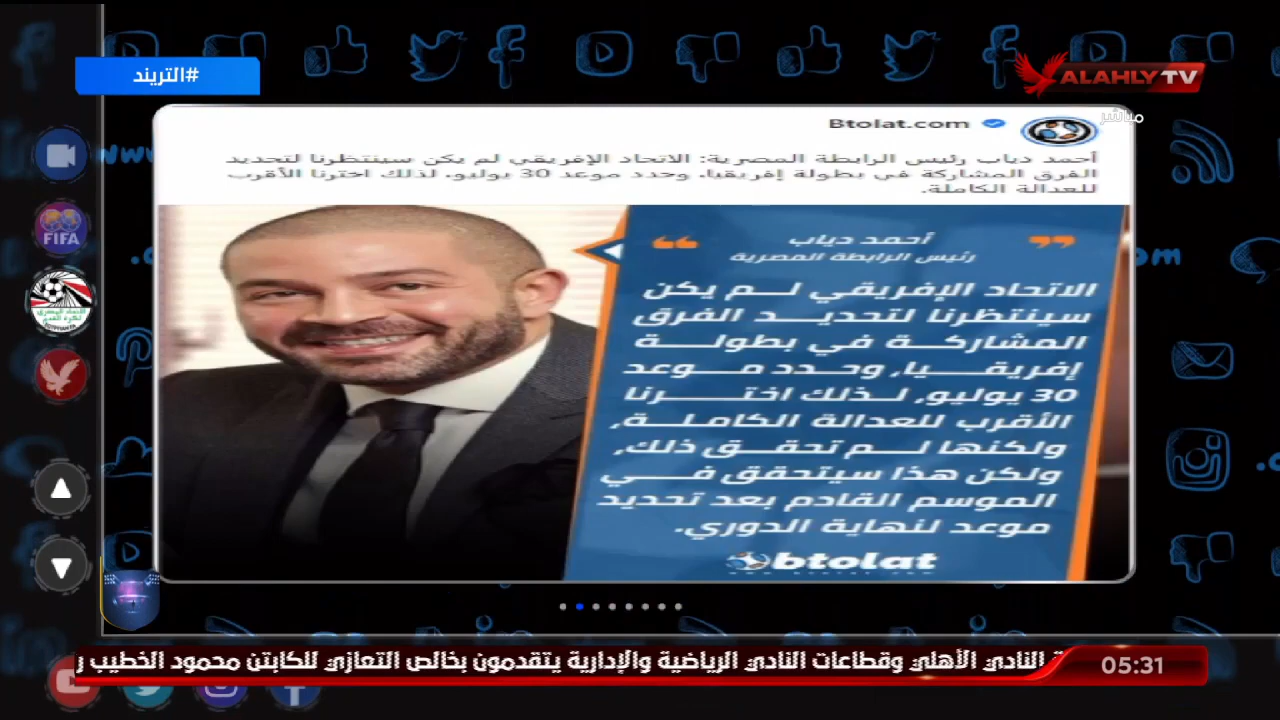 #التريند
ALAHLY TV
مباشر
Btolat.com
أحمد دياب رئيس الرابطة المصرية: الاتحاد الإفريقي لم يكن سينتظرنا لتحديد
الفرق المشاركة في بطولة إفريقيا، وحدد موعد 30 يوليو، لذلك اخترنا الأقرب
للعدالة الكاملة.
أحمد دياب
رئيس الرابطة المصرية
الاتحاد الإفريقي لم يكن
سينتظرنا لتحديد الفرق
المشاركة في بطولة
إفريقيا، وحدد موعد
30 يوليو، لذلك اخترنا
الأقرب للعدالة الكاملة،
ولكنها لم تحقق ذلك،
ولكن هذا سيتحقق في
الموسم القادم بعد تحديد
موعد لنهاية الدوري.
btolat
FIFA
النادي الأهلي وقطاعات النادي الرياضية والإدارية يتقدمون بخالص التعازي للكابتن محمود الخطيب
05:31